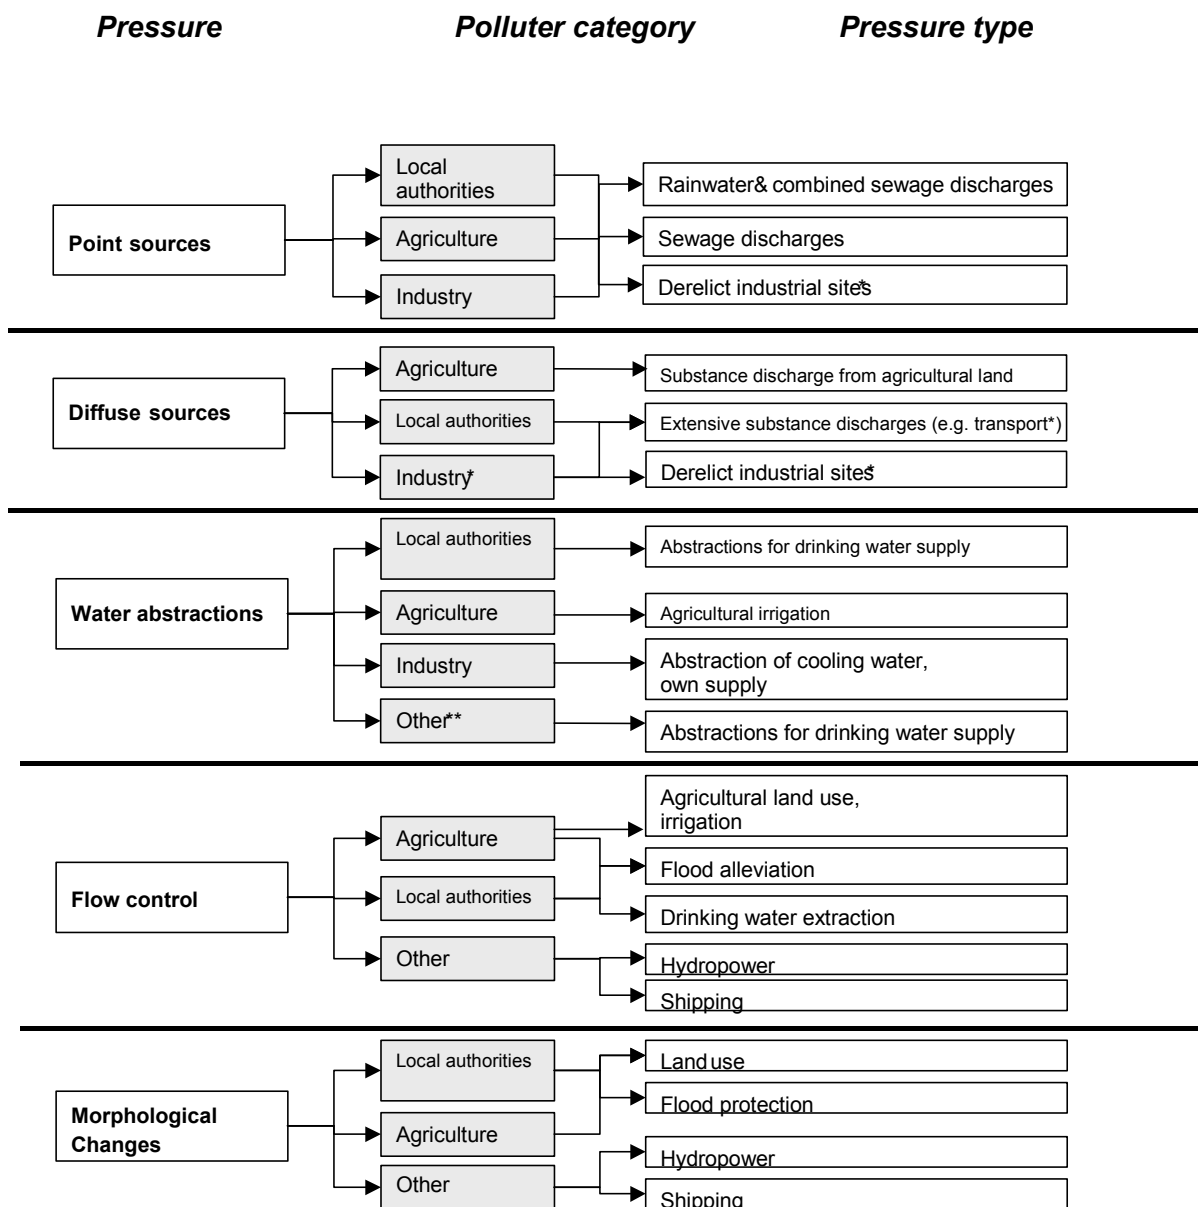 Pressure
Polluter category
Pressure type
Point sources
Local
authorities
Agriculture
Industry
Rainwater& combined sewage discharges
Sewage discharges
Derelict industrial sites*
Diffuse sources
Agriculture
Local authorities
Industry*
Substance discharge from agricultural land
Extensive substance discharges (e.g. transport*)
Derelict industrial sites*
Water abstractions
Local authorities
Agriculture
Industry
Other**
Abstractions for drinking water supply
Agricultural irrigation
Abstraction of cooling water,
own supply
Abstractions for drinking water supply
Flow control
Agriculture
Local authorities
Other
Agricultural land use,
irrigation
Flood alleviation
Drinking water extraction
Hydropower
Shipping
Morphological
Changes
Local authorities
Agriculture
Other
Land use
Flood protection
Hydropower
Shipping